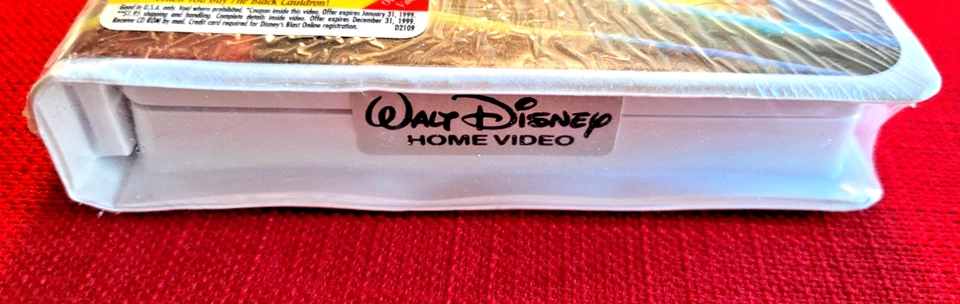 You Buy The Black Cauldron!
Good in U.S.A. only. Void where prohibited. *Coupon inside this video. Offer expires January 31, 1999.
**$1.95 shipping and handling. Complete details inside video. Offer expires December 31, 1999.
Receive CD ROM by mail. Credit card required for Disney's Blast Online registration.
D2109
WALT DISNEY
HOME VIDEO